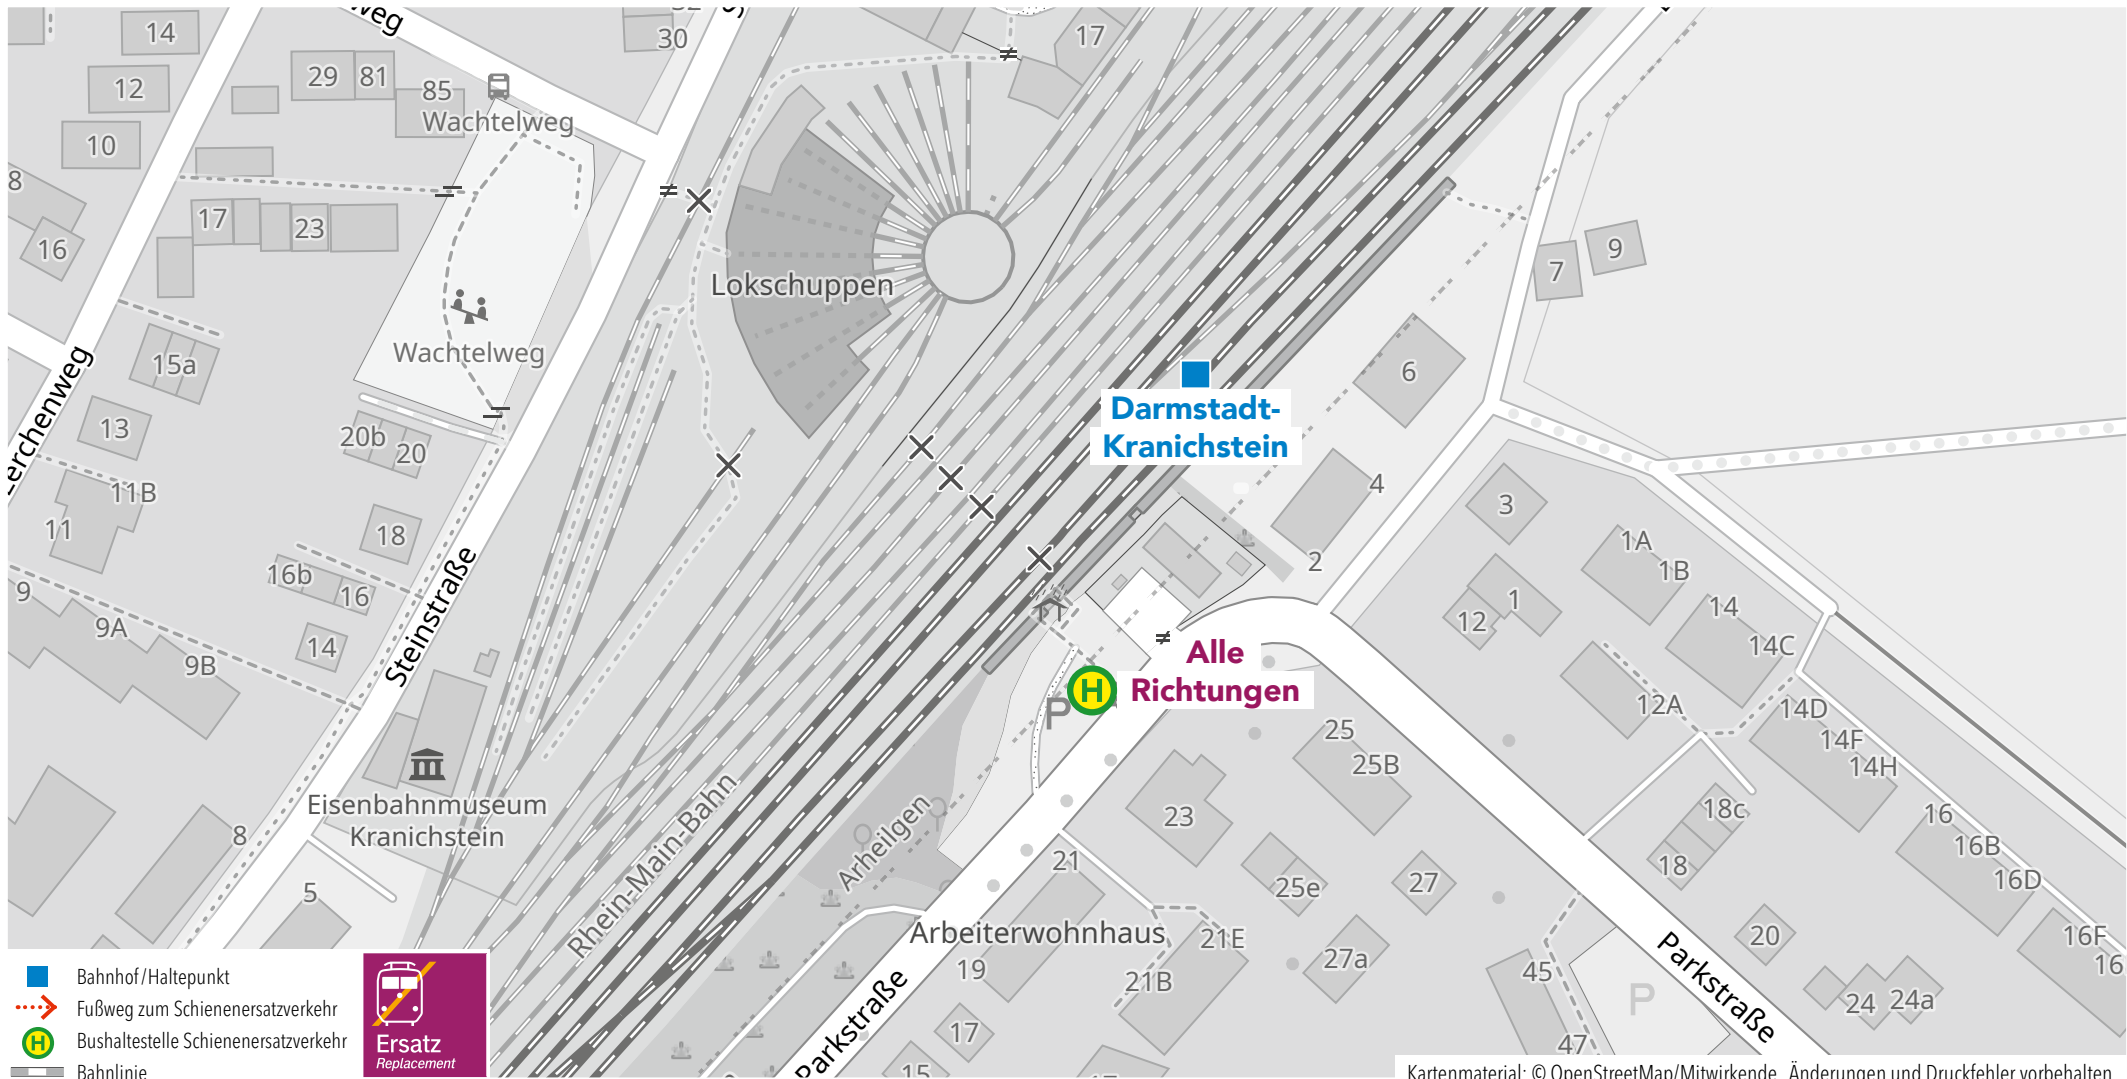 14
12
10
8
16
29
81
85
Wachtelweg
30
17
17
23
15a
13
Wachtelweg
Lokschuppen
20b
20
11B
11
18
16b
16
14
9
9A
9B
Steinstraße
Darmstadt-
Kranichstein
6
7
9
4
2
3
1A
1B
1
12
14
14C
12A
14D
14F
14H
Alle
Richtungen
H
P
25
25B
23
21
25e
27
27a
18c
18
16
16B
16D
16F
16
20
24
24a
45
47
P
Parkstraße
Eisenbahnmuseum
Kranichstein
8
5
Rhein-Main-Bahn
Arheilgen
Arbeiterwohnhaus
19
21E
21B
17
15
Parkstraße
Bahnhof/Haltepunkt
Fußweg zum Schienenersatzverkehr
H Bushaltestelle Schienenersatzverkehr
Bahnlinie
Ersatz
Replacement
Kartenmaterial: © OpenStreetMap/Mitwirkende. Änderungen und Druckfehler vorbehalten